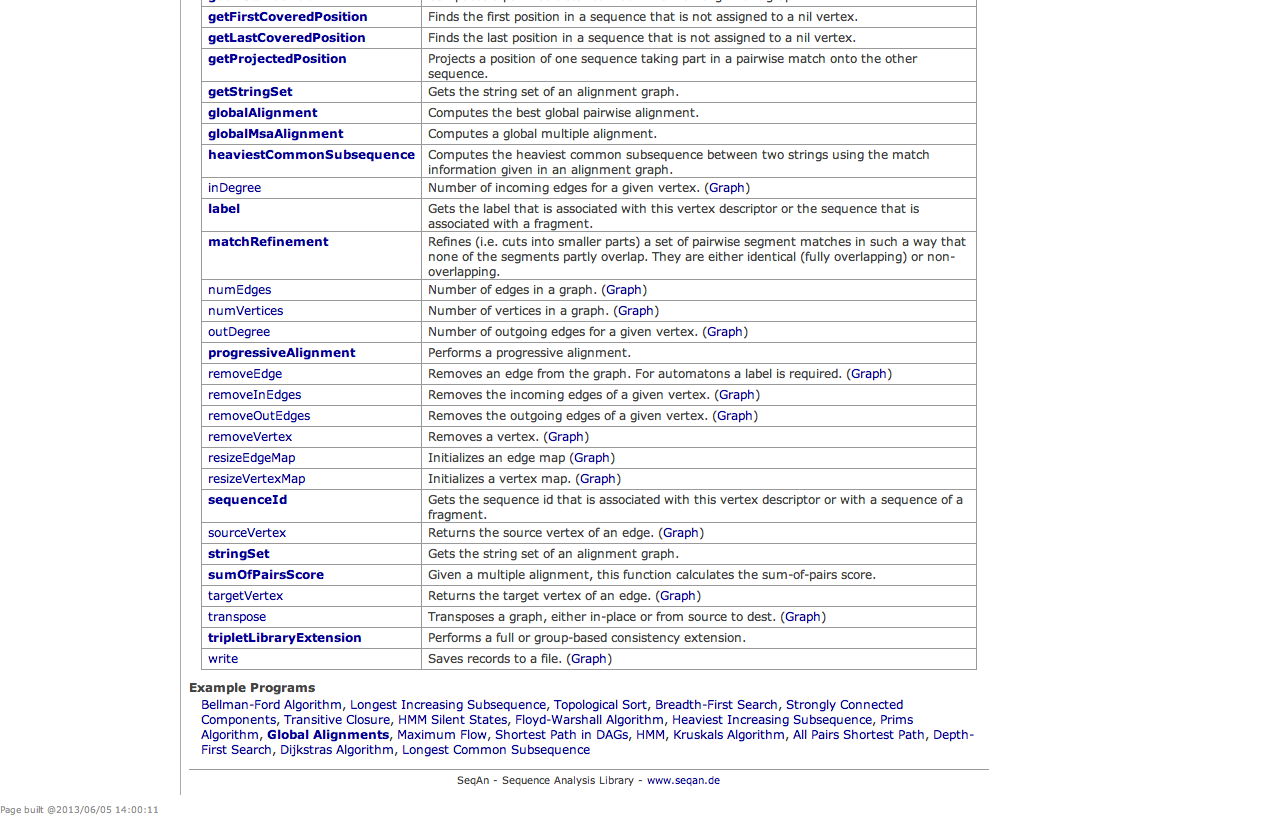 getFirstCoveredPosition Finds the first position in a sequence that is not assigned to a nil vertex.
getLastCoveredPosition Finds the last position in a sequence that is not assigned to a nil vertex.
getProjectedPosition Projects a position of one sequence taking part in a pairwise match onto the other
sequence.
getStringSet Gets the string set of an alignment graph.
globalAlignment Computes the best global pairwise alignment.
globalMsaAlignment Computes a global multiple alignment.
heaviestCommonSubsequence Computes the heaviest common subsequence between two strings using the match
information given in an alignment graph.
inDegree Number of incoming edges for a given vertex. (Graph)
label Gets the label that is associated with this vertex descriptor or the sequence that is
associated with a fragment.
matchRefinement Refines (i.e. cuts into smaller parts) a set of pairwise segment matches in such a way that
none of the segments partly overlap. They are either identical (fully overlapping) or non-
overlapping.
numEdges Number of edges in a graph. (Graph)
numVertices Number of vertices in a graph. (Graph)
outDegree Number of outgoing edges for a given vertex. (Graph)
progressiveAlignment Performs a progressive alignment.
removeEdge Removes an edge from the graph. For automatons a label is required. (Graph)
removeInEdges Removes the incoming edges of a given vertex. (Graph)
removeOutEdges Removes the outgoing edges of a given vertex. (Graph)
removeVertex Removes a vertex. (Graph)
resizeEdgeMap Initializes an edge map (Graph)
resizeVertexMap Initializes a vertex map. (Graph)
sequenceId Gets the sequence id that is associated with this vertex descriptor or with a sequence of a
fragment.
sourceVertex Returns the source vertex of an edge. (Graph)
stringSet Gets the string set of an alignment graph.
sumOfPairsScore Given a multiple alignment, this function calculates the sum-of-pairs score.
targetVertex Returns the target vertex of an edge. (Graph)
transpose Transposes a graph, either in-place or from source to dest. (Graph)
tripletLibraryExtension Performs a full or group-based consistency extension.
write Saves records to a file. (Graph)
Example Programs
Bellman-Ford Algorithm, Longest Increasing Subsequence, Topological Sort, Breadth-First Search, Strongly Connected
Components, Transitive Closure, HMM Silent States, Floyd-Warshall Algorithm, Heaviest Increasing Subsequence, Prims
Algorithm, Global Alignments, Maximum Flow, Shortest Path in DAGs, HMM, Kruskals Algorithm, All Pairs Shortest Path, Depth-
First Search, Dijkstras Algorithm, Longest Common Subsequence
SeqAn - Sequence Analysis Library - www.seqan.de
Page built @2013/06/05 14:00:11